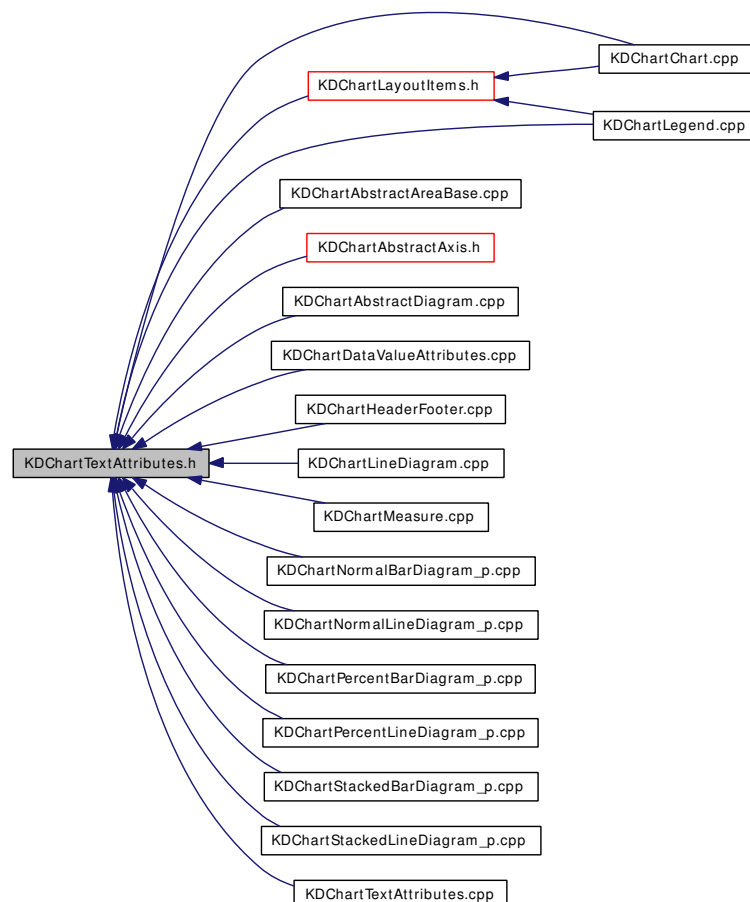 KDChartChart.cpp
KDChartLayoutItems.h
KDChartLegend.cpp
KDChartAbstractAreaBase.cpp
KDChartAbstractAxis.h
KDChartAbstractDiagram.cpp
KDChartDataValueAttributes.cpp
KDChartHeaderFooter.cpp
KDChartTextAttributes.h
KDChartLineDiagram.cpp
KDChartMeasure.cpp
KDChartNormalBarDiagram_p.cpp
KDChartNormalLineDiagram_p.cpp
KDChartPercentBarDiagram_p.cpp
KDChartPercentLineDiagram_p.cpp
KDChartStackedBarDiagram_p.cpp
KDChartStackedLineDiagram_p.cpp
KDChartTextAttributes.cpp